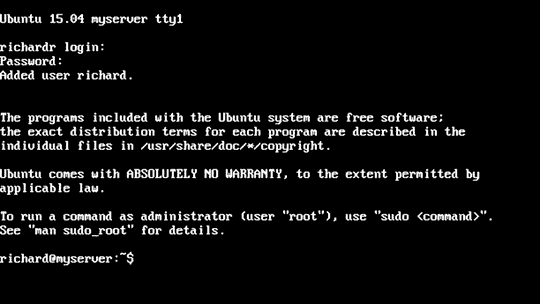 Ubuntu 15.04 myserver tty1
richardr login:
Password:
Added user richard.
The programs included with the Ubuntu system are free software;
the exact distribution terms for each program are described in the
individual files in /usr/share/doc/*/copyright.
Ubuntu comes with ABSOLUTELY NO WARRANTY, to the extent permitted by
applicable law.
To run a command as administrator (user "root"), use "sudo <command>".
See "man sudo_root" for details.
richard@myserver:~$